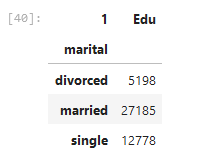 [40]: 1 Edu
marital
divorced 5198
married 27185
single 12778